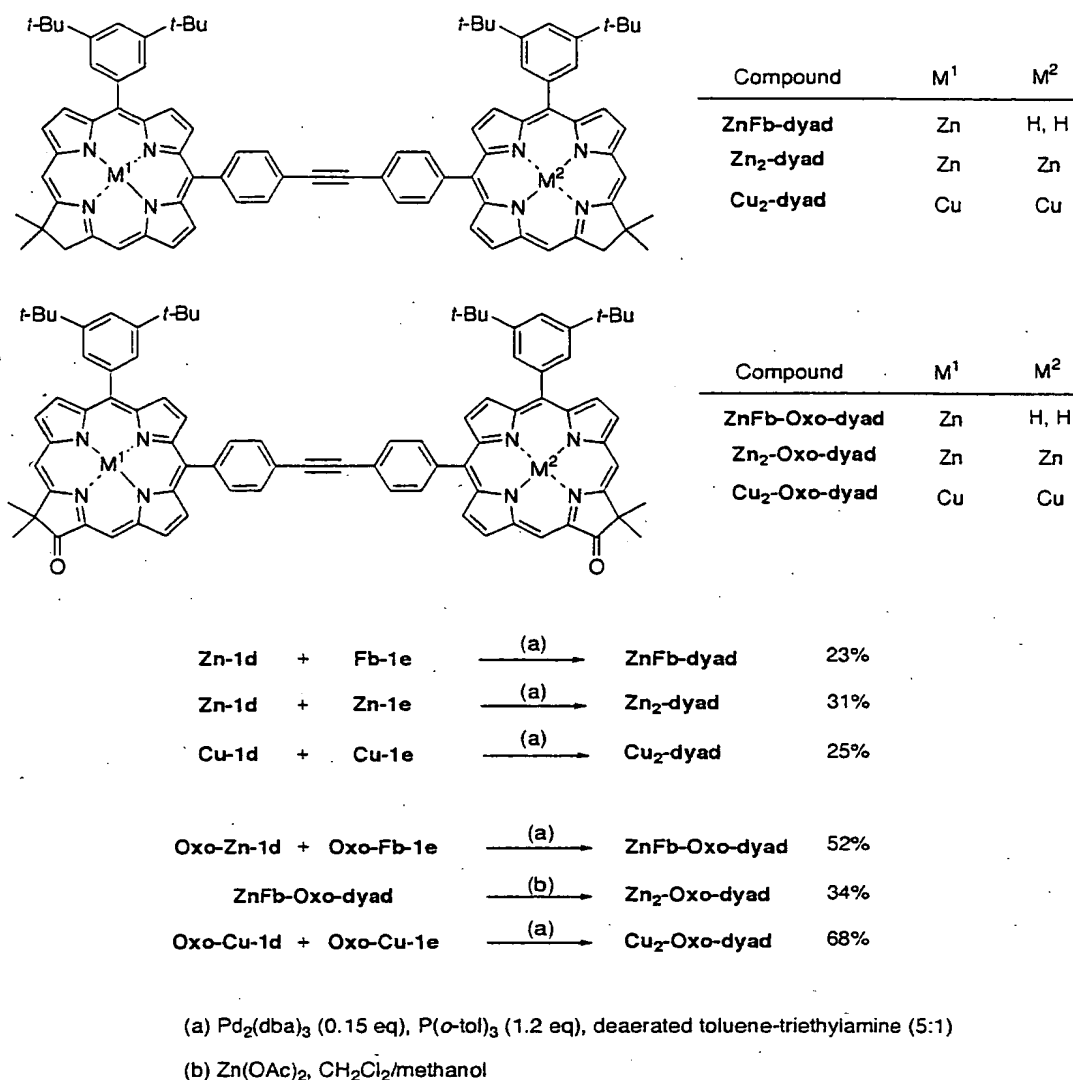 t-Bu t-Bu t-Bu t-Bu
N N M¹ N N
N N M² N N
Compound M¹ M²
ZnFb-dyad Zn H, H
Zn₂-dyad Zn Zn
Cu₂-dyad Cu Cu
t-Bu t-Bu t-Bu t-Bu
N N M¹ N N
N N M² N N
O O
Compound M¹ M²
ZnFb-Oxo-dyad Zn H, H
Zn₂-Oxo-dyad Zn Zn
Cu₂-Oxo-dyad Cu Cu
Zn-1d + Fb-1e (a) ZnFb-dyad 23%
Zn-1d + Zn-1e (a) Zn₂-dyad 31%
Cu-1d + Cu-1e (a) Cu₂-dyad 25%
Oxo-Zn-1d + Oxo-Fb-1e (a) ZnFb-Oxo-dyad 52%
ZnFb-Oxo-dyad (b) Zn₂-Oxo-dyad 34%
Oxo-Cu-1d + Oxo-Cu-1e (a) Cu₂-Oxo-dyad 68%
(a) Pd₂(dba)₃ (0.15 eq), P(o-tol)₃ (1.2 eq), deaerated toluene-triethylamine (5:1)
(b) Zn(OAc)₂, CH₂Cl₂/methanol